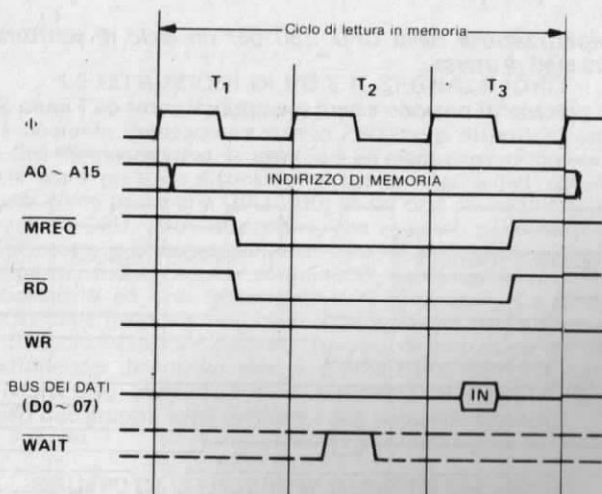 Ciclo di lettura in memoria
T1 T2 T3
Φ
A0 ~ A15 INDIRIZZO DI MEMORIA
MREQ
RD
WR
BUS DEI DATI
(D0 ~ 07) IN
WAIT